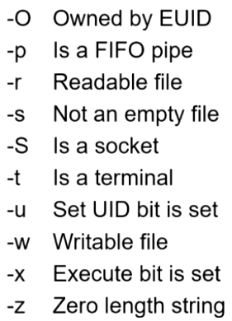 -O Owned by EUID
-p Is a FIFO pipe
-r Readable file
-s Not an empty file
-S Is a socket
-t Is a terminal
-u Set UID bit is set
-w Writable file
-x Execute bit is set
-z Zero length string